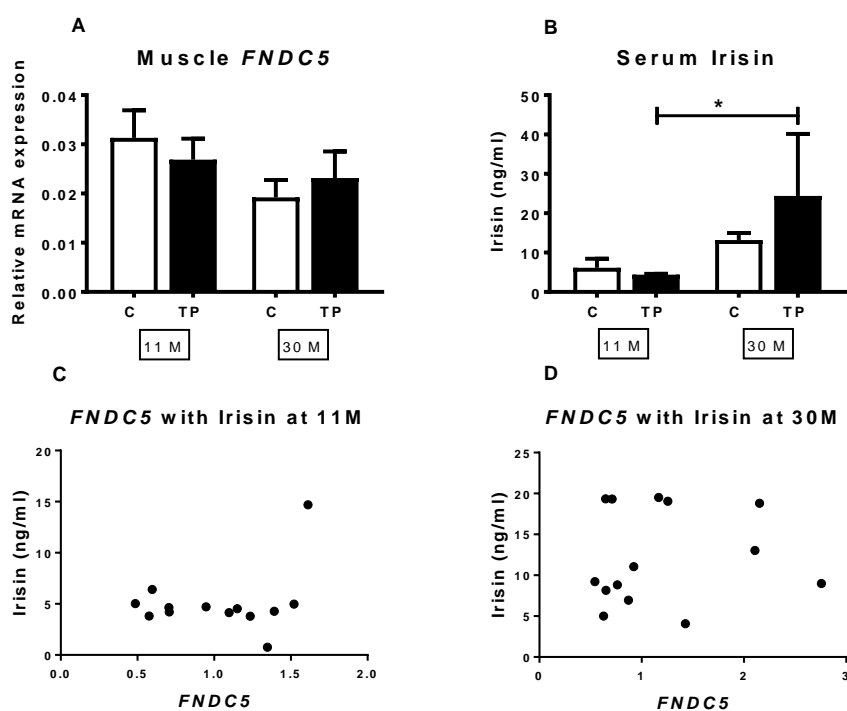 A
Muscle FNDC5
Relative mRNA expression
0.04
0.03
0.02
0.01
0.00
C
TP
C
TP
11 M
30 M
B
Serum Irisin
Irisin (ng/ml)
50
40
30
20
10
0
*
C
TP
C
TP
11 M
30 M
C
FNDC5 with Irisin at 11M
Irisin (ng/ml)
20
15
10
5
0
0.0
0.5
1.0
1.5
2.0
FNDC5
D
FNDC5 with Irisin at 30M
Irisin (ng/ml)
25
20
15
10
5
0
0
1
2
3
FNDC5